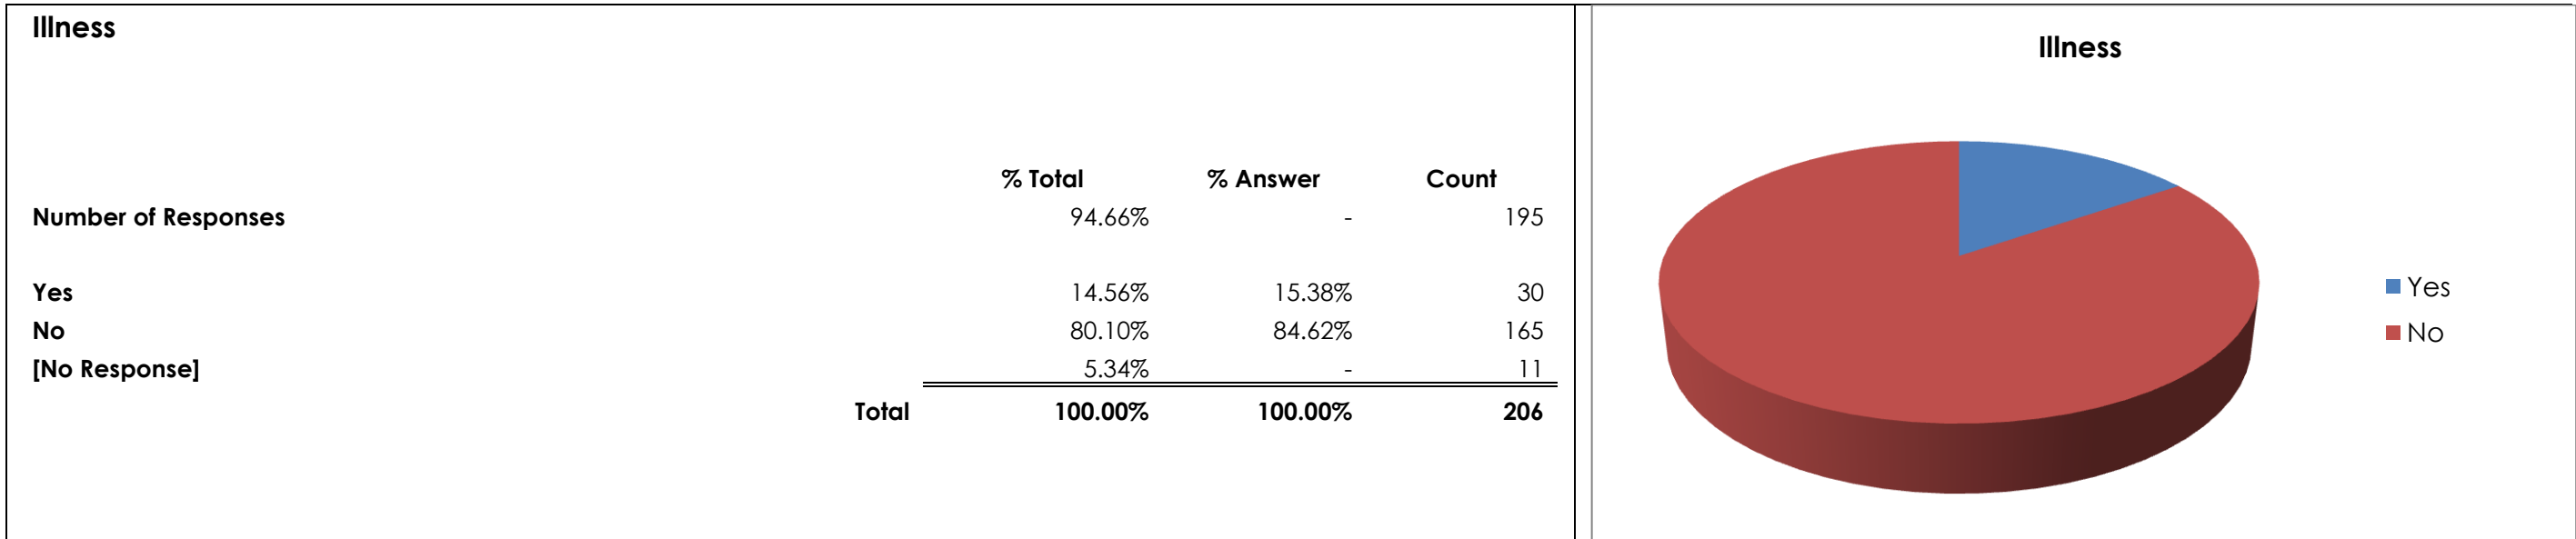 Illness
% Total % Answer Count
Number of Responses 94.66% - 195
Yes 14.56% 15.38% 30
No 80.10% 84.62% 165
[No Response] 5.34% - 11
Total 100.00% 100.00% 206
Illness
Yes
No